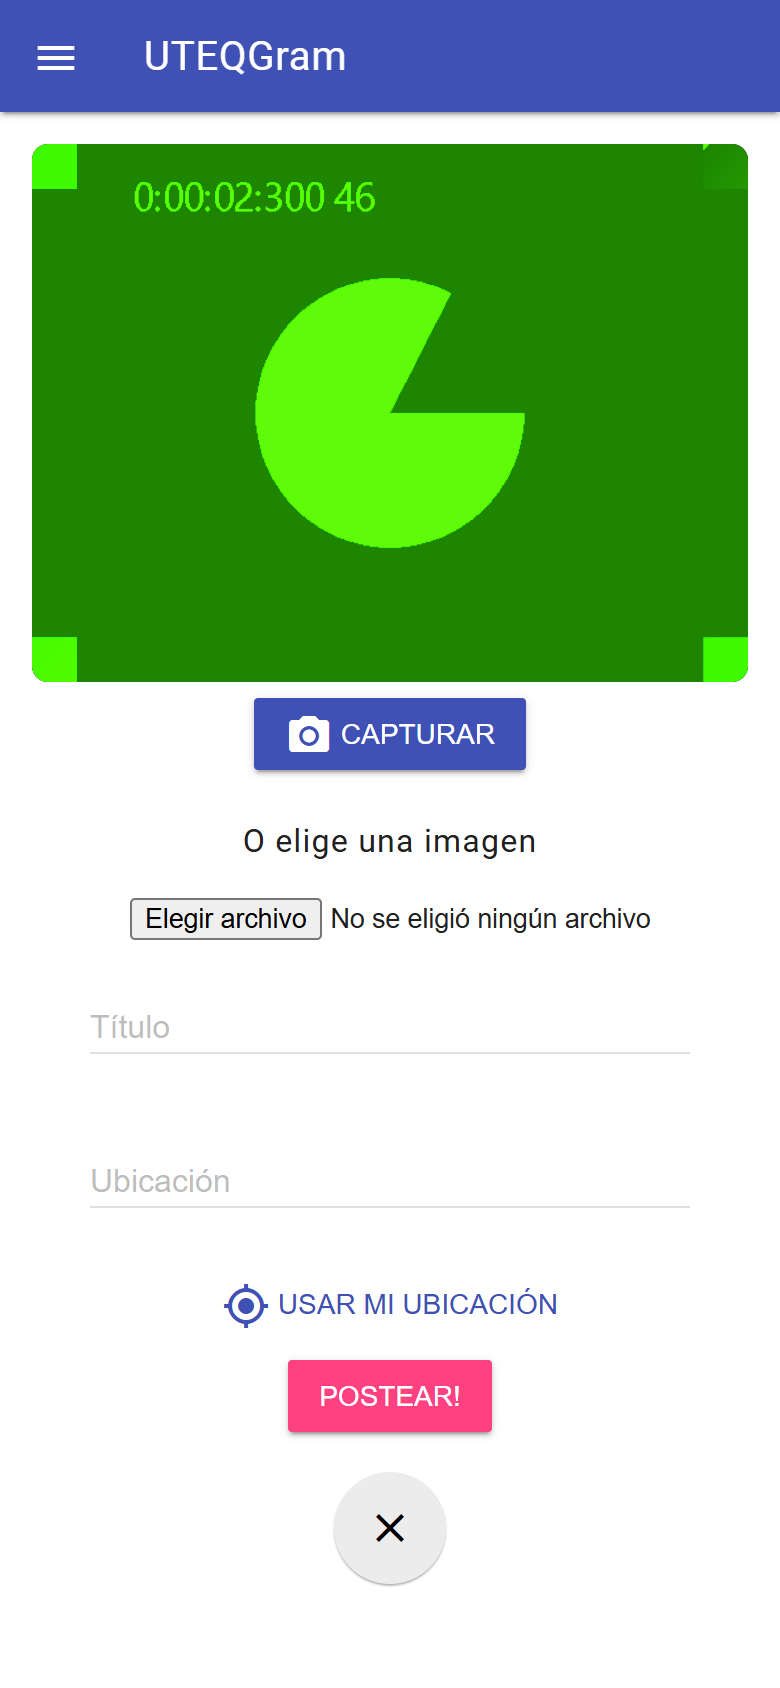 UTEQGram
0:00:02:300 46
CAPTURAR
O elige una imagen
Elegir archivo No se eligió ningún archivo
Título
Ubicación
USAR MI UBICACIÓN
POSTEAR!